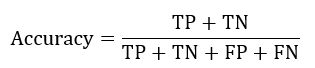 Accuracy = TP + TN / TP + TN + FP + FN